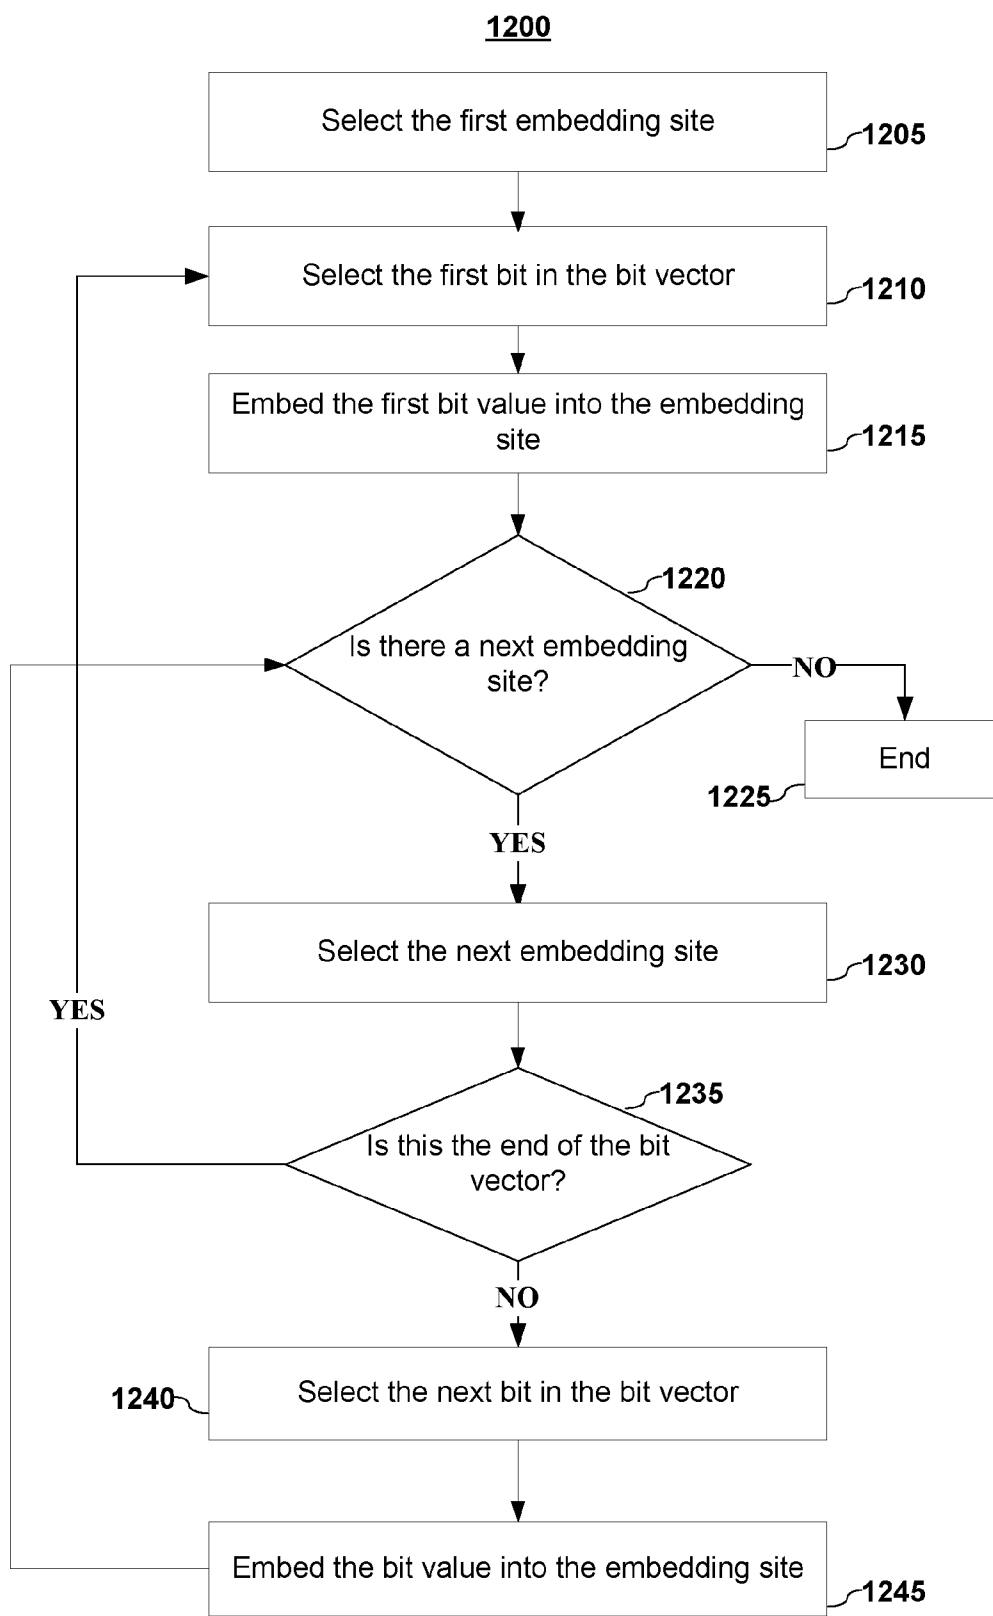 1200
Select the first embedding site
1205
Select the first bit in the bit vector
1210
Embed the first bit value into the embedding
site
1215
1220
Is there a next embedding
site?
NO
End
1225
YES
Select the next embedding site
1230
YES
1235
Is this the end of the bit
vector?
NO
Select the next bit in the bit vector
1240
Embed the bit value into the embedding site
1245